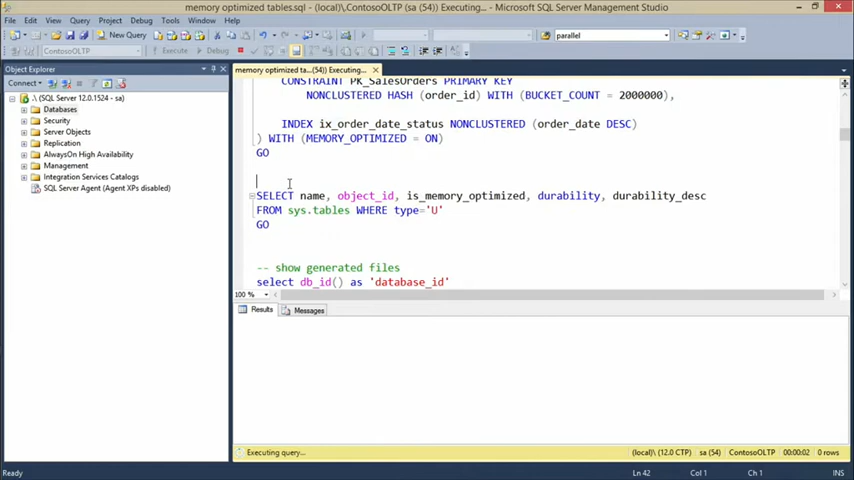 memory optimized tables.sql - (local)\ContosoOLTP (sa (54)) Executing... - Microsoft SQL Server Management Studio
File Edit View Query Project Debug Tools Window Help
New Query
parallel
ContosoOLTP
Execute
Debug
Object Explorer
memory optimized ta...(54)) Executing...
Connect
.\ (SQL Server 12.0.1524 - sa)
Databases
Security
Server Objects
Replication
AlwaysOn High Availability
Management
Integration Services Catalogs
SQL Server Agent (Agent XPs disabled)
CONSTRAINT PK_SalesOrders PRIMARY KEY
NONCLUSTERED HASH (order_id) WITH (BUCKET_COUNT = 2000000),
INDEX ix_order_date_status NONCLUSTERED (order_date DESC)
) WITH (MEMORY_OPTIMIZED = ON)
GO
SELECT name, object_id, is_memory_optimized, durability, durability_desc
FROM sys.tables WHERE type='U'
GO
-- show generated files
select db_id() as 'database_id'
100 %
Results
Messages
Executing query...
(local) (12.0 CTP)
sa (54)
ContosoOLTP
00:00:02
0 rows
Ready
Ln 42
Col 1
Ch 1
INS